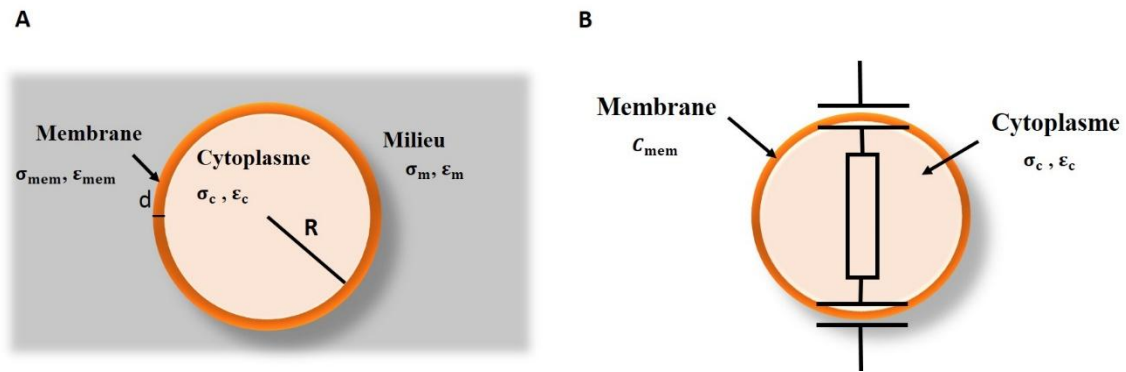 A
B
Membrane
σmem, εmem
d
Cytoplasme
σc , εc
R
Milieu
σm, εm
Membrane
Cmem
Cytoplasme
σc , εc